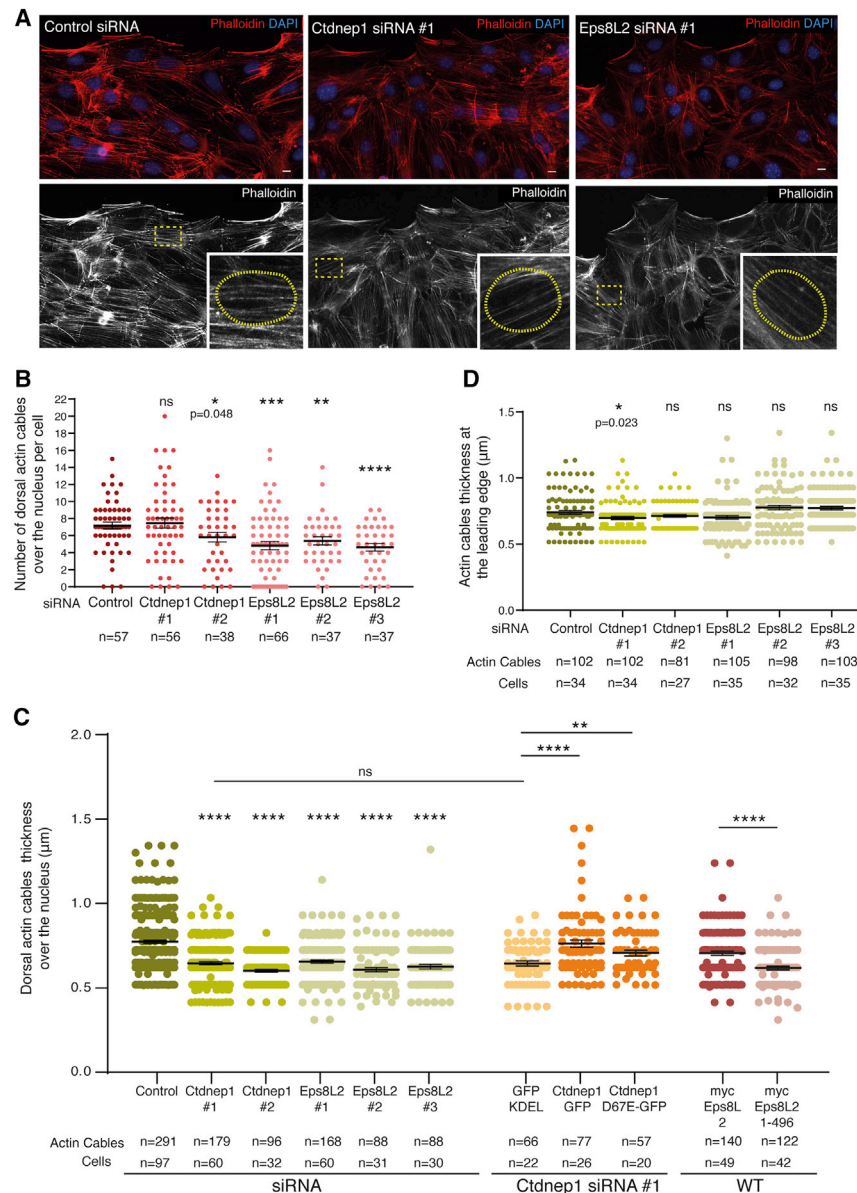 A
Control siRNA
Phalloidin DAPI
Ctdnep1 siRNA #1
Phalloidin DAPI
Eps8L2 siRNA #1
Phalloidin DAPI
Phalloidin
Phalloidin
Phalloidin
B
Number of dorsal actin cables
over the nucleus per cell
22
20
18
16
14
12
10
8
6
4
2
0
ns
*
p=0.048
***
**
****
siRNA
Control
Ctdnep1
#1
Ctdnep1
#2
Eps8L2
#1
Eps8L2
#2
Eps8L2
#3
n=57
n=56
n=38
n=66
n=37
n=37
D
Actin cables thickness at
the leading edge (µm)
1.5
1.0
0.5
0.0
*
p=0.023
ns
ns
ns
ns
siRNA
Control
Ctdnep1
#1
Ctdnep1
#2
Eps8L2
#1
Eps8L2
#2
Eps8L2
#3
Actin Cables
n=102
n=102
n=81
n=105
n=98
n=103
Cells
n=34
n=34
n=27
n=35
n=32
n=35
C
Dorsal actin cables thickness
over the nucleus (µm)
2.0
1.5
1.0
0.5
0.0
ns
**
****
****
****
****
****
****
****
Control
Ctdnep1
#1
Ctdnep1
#2
Eps8L2
#1
Eps8L2
#2
Eps8L2
#3
GFP
KDEL
Ctdnep1
GFP
Ctdnep1
D67E-GFP
myc
Eps8L
2
myc
Eps8L2
1-496
Actin Cables
n=291
n=179
n=96
n=168
n=88
n=88
n=66
n=77
n=57
n=140
n=122
Cells
n=97
n=60
n=32
n=60
n=31
n=30
n=22
n=26
n=20
n=49
n=42
siRNA
Ctdnep1 siRNA #1
WT